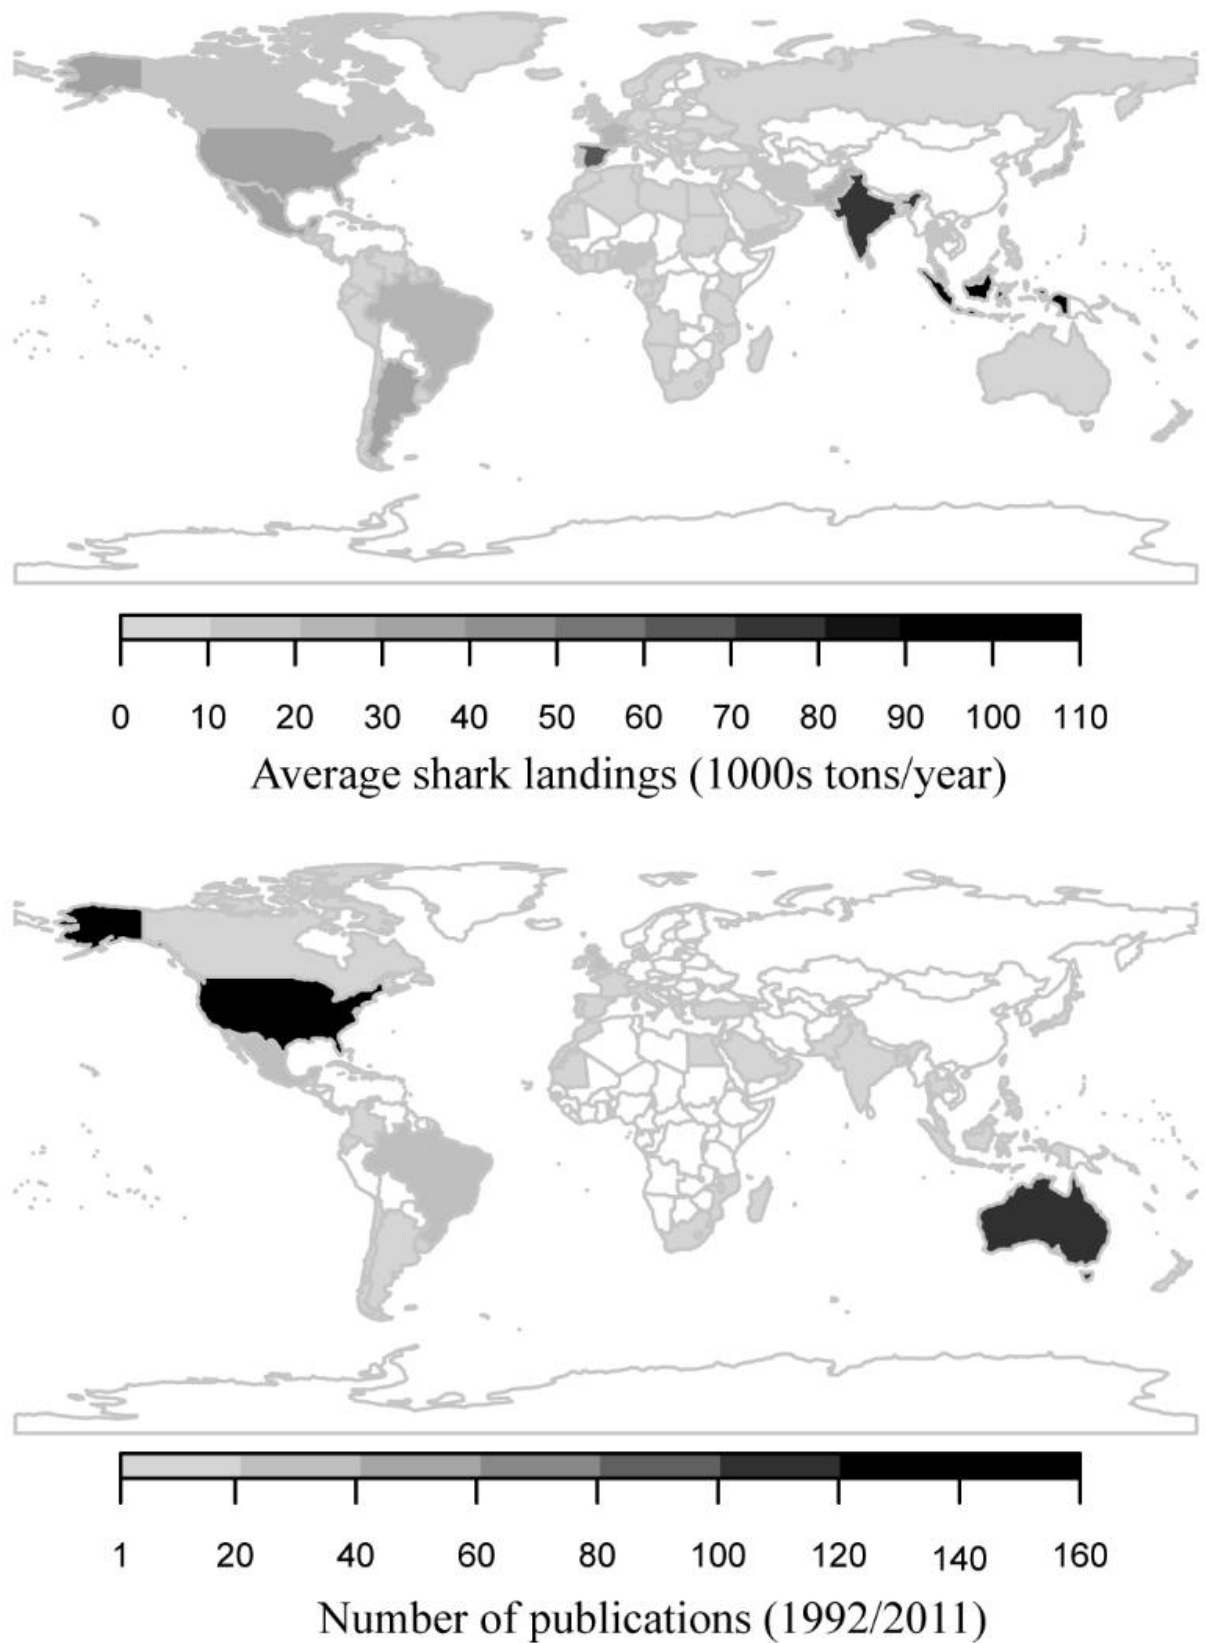 0 10 20 30 40 50 60 70 80 90 100 110
Average shark landings (1000s tons/year)
1 20 40 60 80 100 120 140 160
Number of publications (1992/2011)